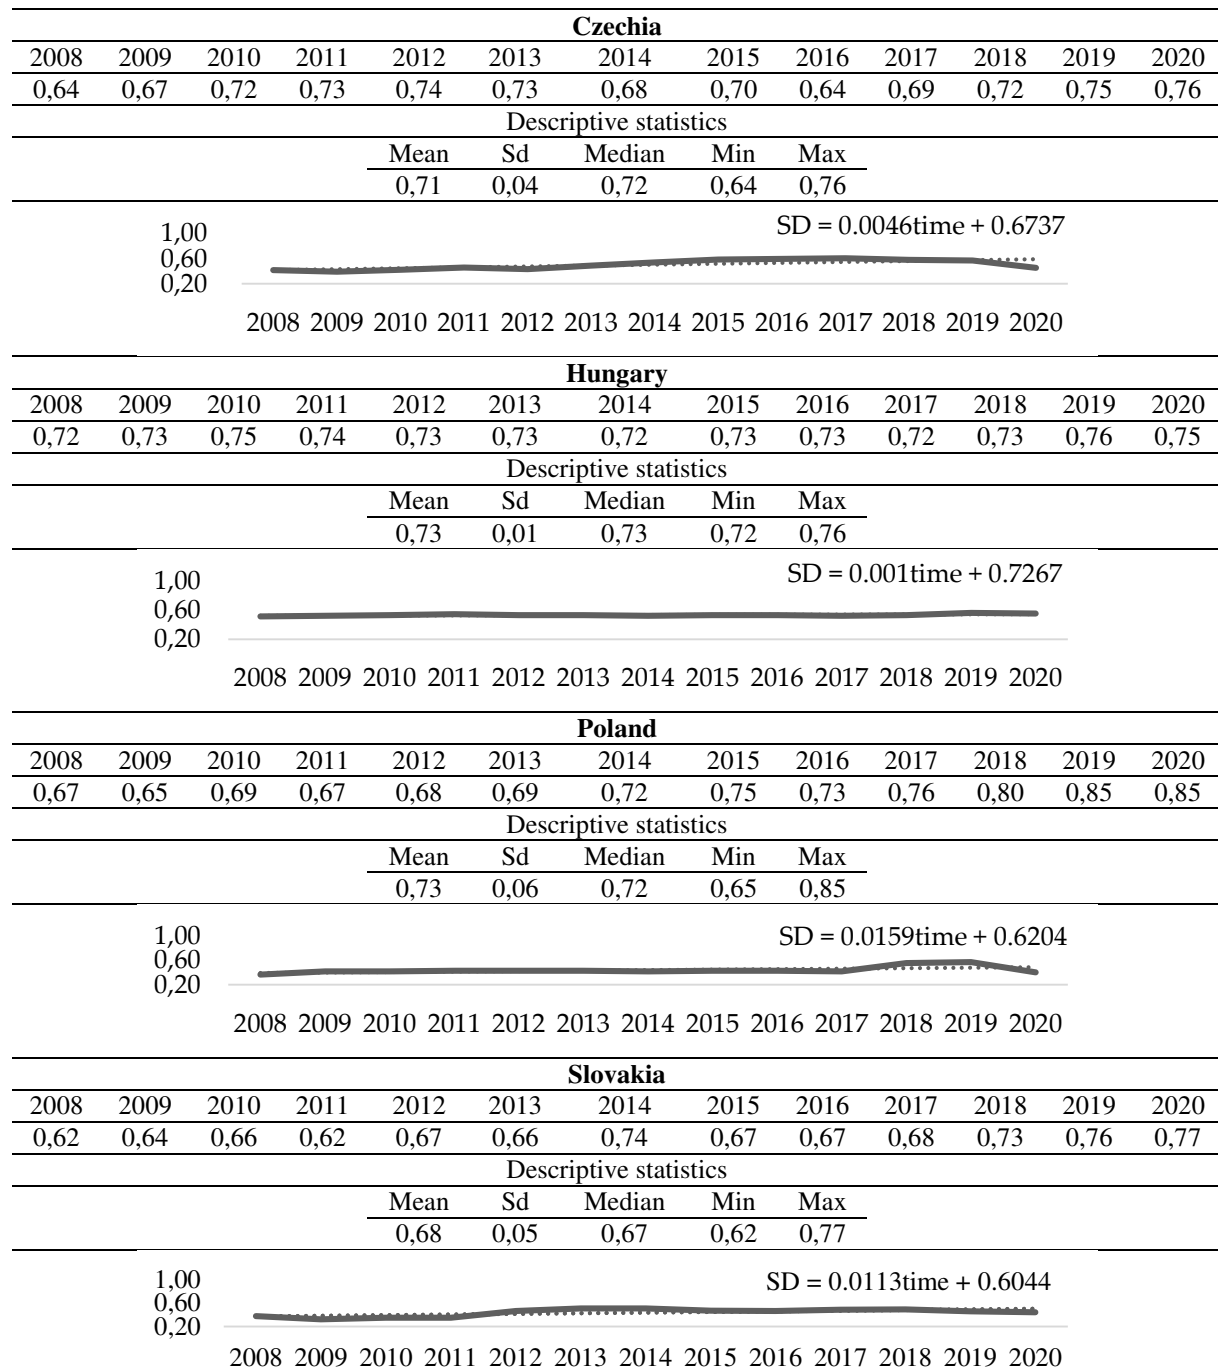 Czechia
2008 2009 2010 2011 2012 2013 2014 2015 2016 2017 2018 2019 2020
0,64 0,67 0,72 0,73 0,74 0,73 0,68 0,70 0,64 0,69 0,72 0,75 0,76
Descriptive statistics
Mean Sd Median Min Max
0,71 0,04 0,72 0,64 0,76
SD = 0.0046time + 0.6737
1,00
0,60
0,20
2008 2009 2010 2011 2012 2013 2014 2015 2016 2017 2018 2019 2020
Hungary
2008 2009 2010 2011 2012 2013 2014 2015 2016 2017 2018 2019 2020
0,72 0,73 0,75 0,74 0,73 0,73 0,72 0,73 0,73 0,72 0,73 0,76 0,75
Descriptive statistics
Mean Sd Median Min Max
0,73 0,01 0,73 0,72 0,76
SD = 0.001time + 0.7267
1,00
0,60
0,20
2008 2009 2010 2011 2012 2013 2014 2015 2016 2017 2018 2019 2020
Poland
2008 2009 2010 2011 2012 2013 2014 2015 2016 2017 2018 2019 2020
0,67 0,65 0,69 0,67 0,68 0,69 0,72 0,75 0,73 0,76 0,80 0,85 0,85
Descriptive statistics
Mean Sd Median Min Max
0,73 0,06 0,72 0,65 0,85
SD = 0.0159time + 0.6204
1,00
0,60
0,20
2008 2009 2010 2011 2012 2013 2014 2015 2016 2017 2018 2019 2020
Slovakia
2008 2009 2010 2011 2012 2013 2014 2015 2016 2017 2018 2019 2020
0,62 0,64 0,66 0,62 0,67 0,66 0,74 0,67 0,67 0,68 0,73 0,76 0,77
Descriptive statistics
Mean Sd Median Min Max
0,68 0,05 0,67 0,62 0,77
SD = 0.0113time + 0.6044
1,00
0,60
0,20
2008 2009 2010 2011 2012 2013 2014 2015 2016 2017 2018 2019 2020